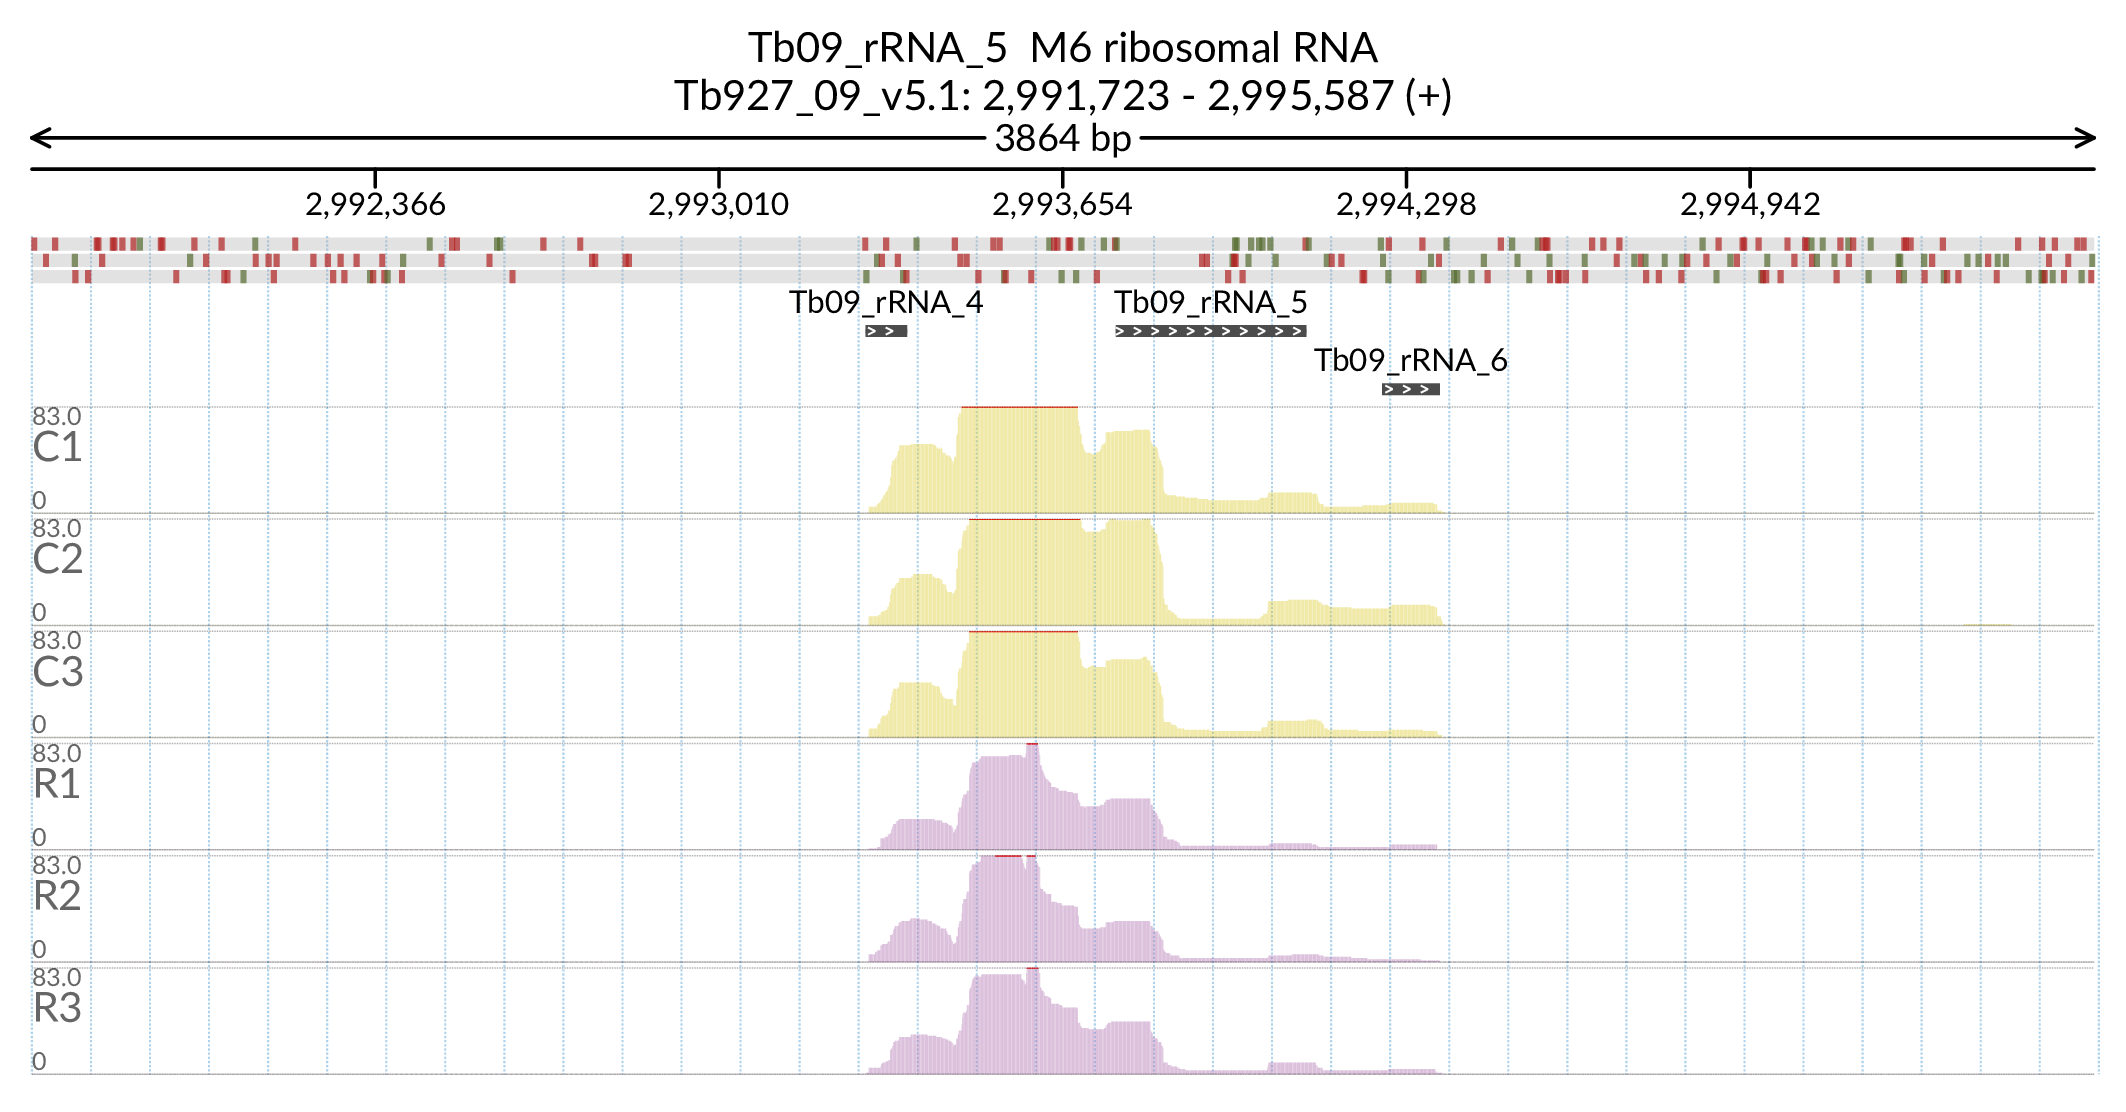 Tb09_rRNA_5  M6 ribosomal RNA
Tb927_09_v5.1: 2,991,723 - 2,995,587 (+)
3864 bp
2,992,366 2,993,010 2,993,654 2,994,298 2,994,942
Tb09_rRNA_4 Tb09_rRNA_5
Tb09_rRNA_6
83.0
C1
0
83.0
C2
0
83.0
C3
0
83.0
R1
0
83.0
R2
0
83.0
R3
0